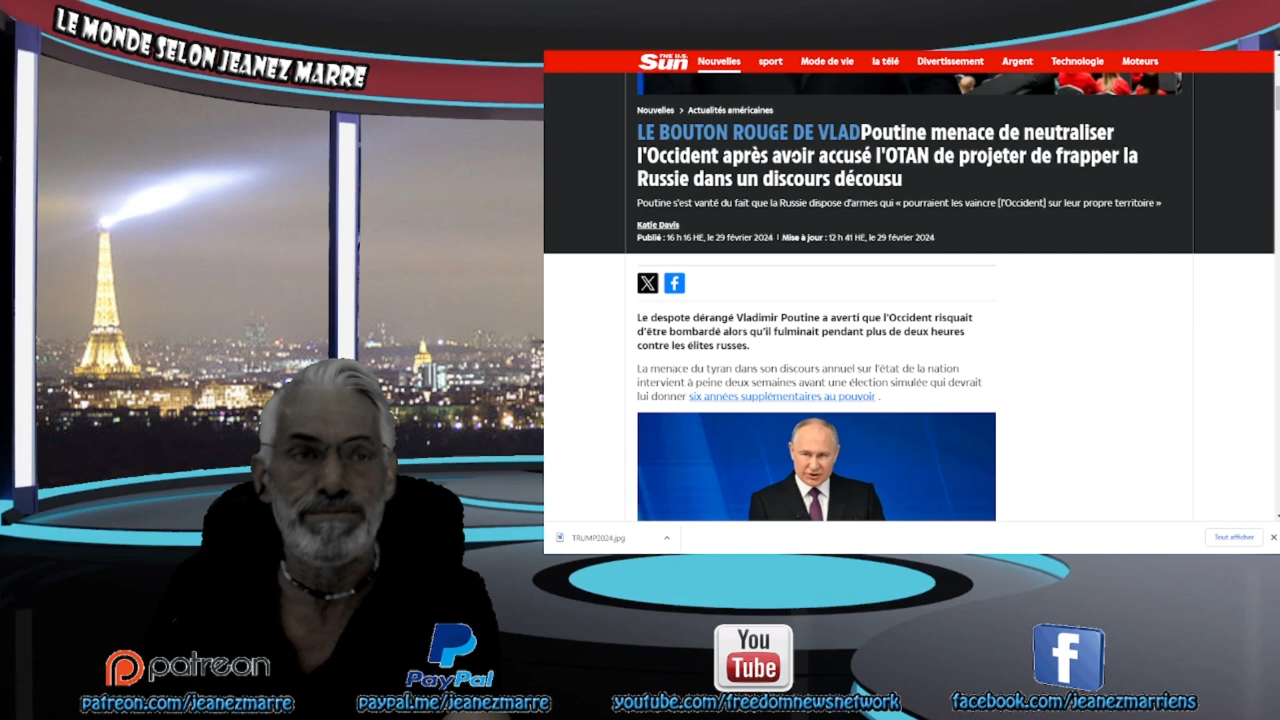 LE MONDE SELON JEANEZ MARRE
THE U.S. Sun
Nouvelles sport Mode de vie la télé Divertissement Argent Technologie Moteurs
Nouvelles > Actualités américaines
LE BOUTON ROUGE DE VLADPoutine menace de neutraliser
l'Occident après avoir accusé l'OTAN de projeter de frapper la
Russie dans un discours décousu
Poutine s'est vanté du fait que la Russie dispose d'armes qui « pourraient les vaincre [l'Occident] sur leur propre territoire »
Katie Davis
Publié : 16 h 16 HE, le 29 février 2024 | Mise à jour : 12 h 41 HE, le 29 février 2024
Le despote dérangé Vladimir Poutine a averti que l'Occident risquait
d'être bombardé alors qu'il fulminait pendant plus de deux heures
contre les élites russes.
La menace du tyran dans son discours annuel sur l'état de la nation
intervient à peine deux semaines avant une élection simulée qui devrait
lui donner six années supplémentaires au pouvoir .
TRUMP2024.jpg
Tout afficher
patreon
PayPal
You
Tube
patreon.com/jeanezmarre
paypal.me/jeanezmarre
youtube.com/freedomnewsnetwork
facebook.com/jeanezmarriens